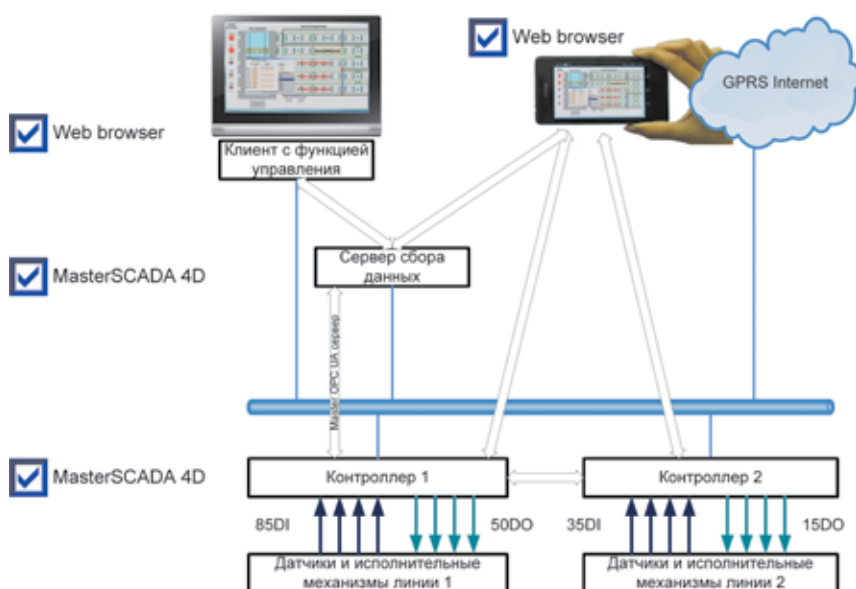 Web browser
GPRS Internet
Web browser
Клиент с функцией
управления
MasterSCADA 4D
Сервер сбора
данных
Master OPC UA сервер
MasterSCADA 4D
Контроллер 1
Контроллер 2
85DI
50DO
35DI
15DO
Датчики и исполнительные
механизмы линии 1
Датчики и исполнительные
механизмы линии 2